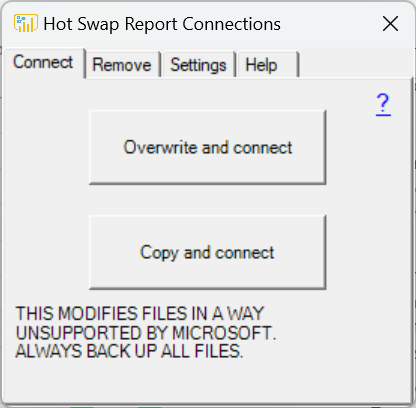 Hot Swap Report Connections
Connect Remove Settings Help
?
Overwrite and connect
Copy and connect
THIS MODIFIES FILES IN A WAY
UNSUPPORTED BY MICROSOFT.
ALWAYS BACK UP ALL FILES.